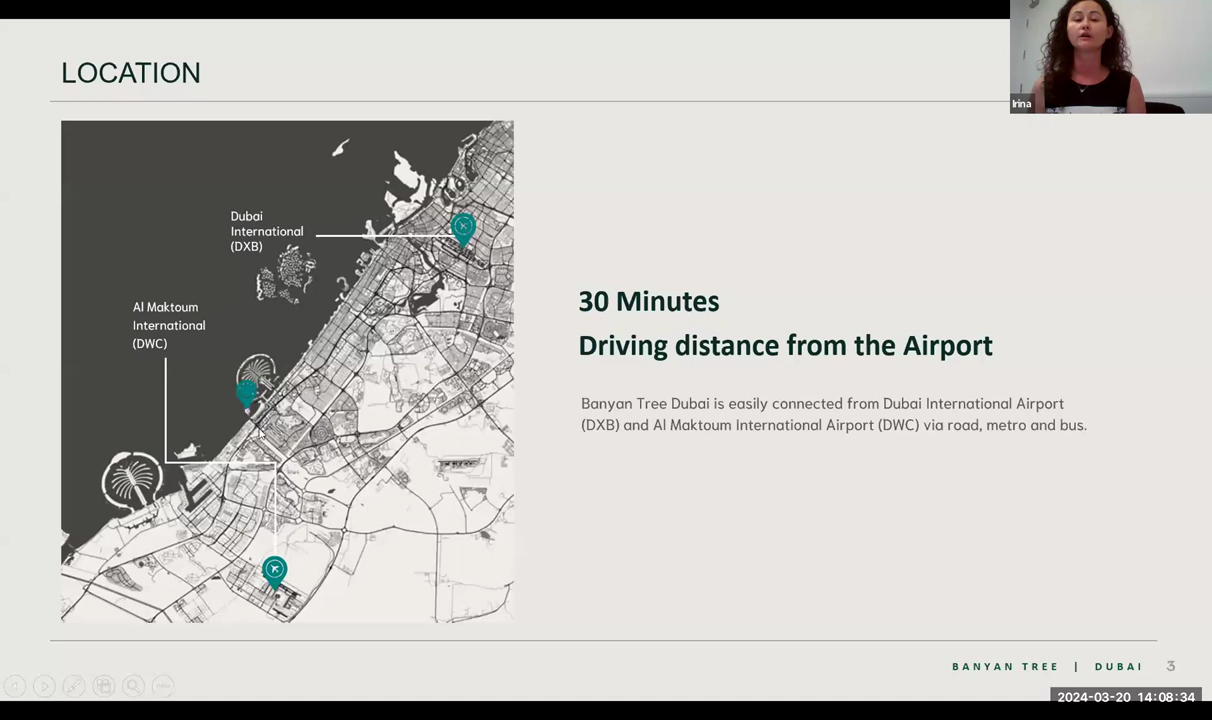 LOCATION
Irina
Dubai
International
(DXB)
Al Maktoum
International
(DWC)
30 Minutes
Driving distance from the Airport
Banyan Tree Dubai is easily connected from Dubai International Airport
(DXB) and Al Maktoum International Airport (DWC) via road, metro and bus.
BANYAN TREE | DUBAI 3
2024-03-20 14:08:34